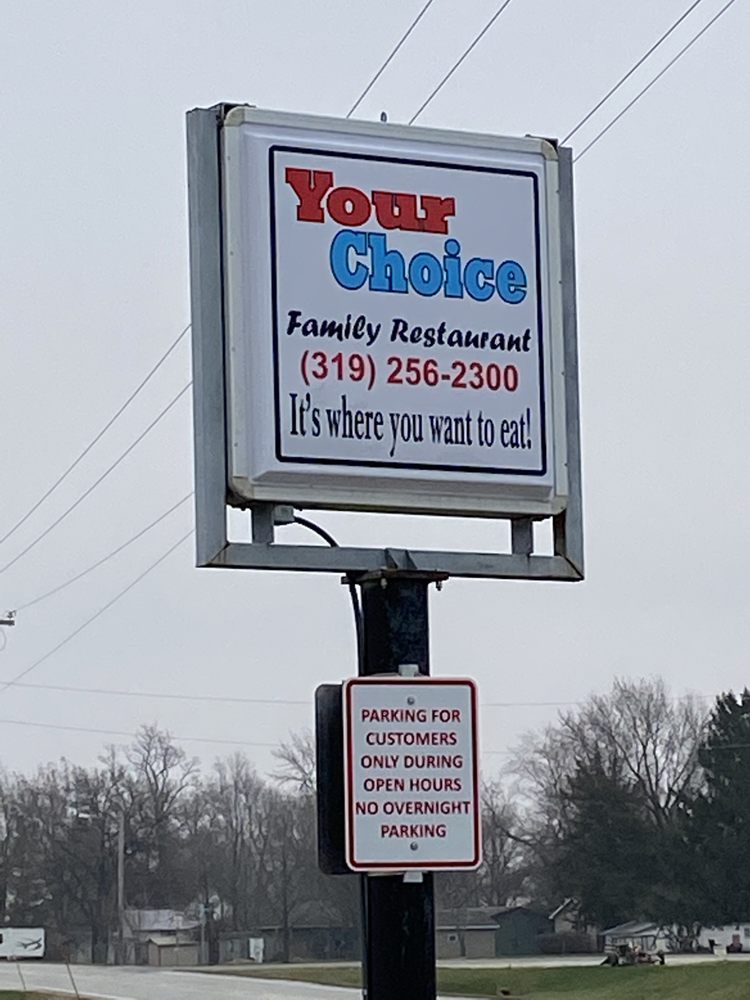 Your
Choice
Family Restaurant
(319) 256-2300
It's where you want to eat!
PARKING FOR
CUSTOMERS
ONLY DURING
OPEN HOURS
NO OVERNIGHT
PARKING